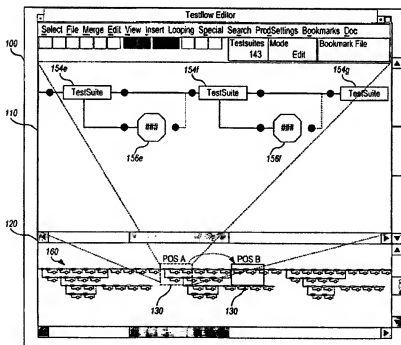 Testflow Editor
Select File Merge Edit View Insert Looping Special Search ProdSettings Bookmarks Doc
Testsuites Mode Bookmark File
143 Edit
100
154e 154f 154g
TestSuite TestSuite TestSuite
110
### ###
156e 156f
120
160 POS A POS B
130 130